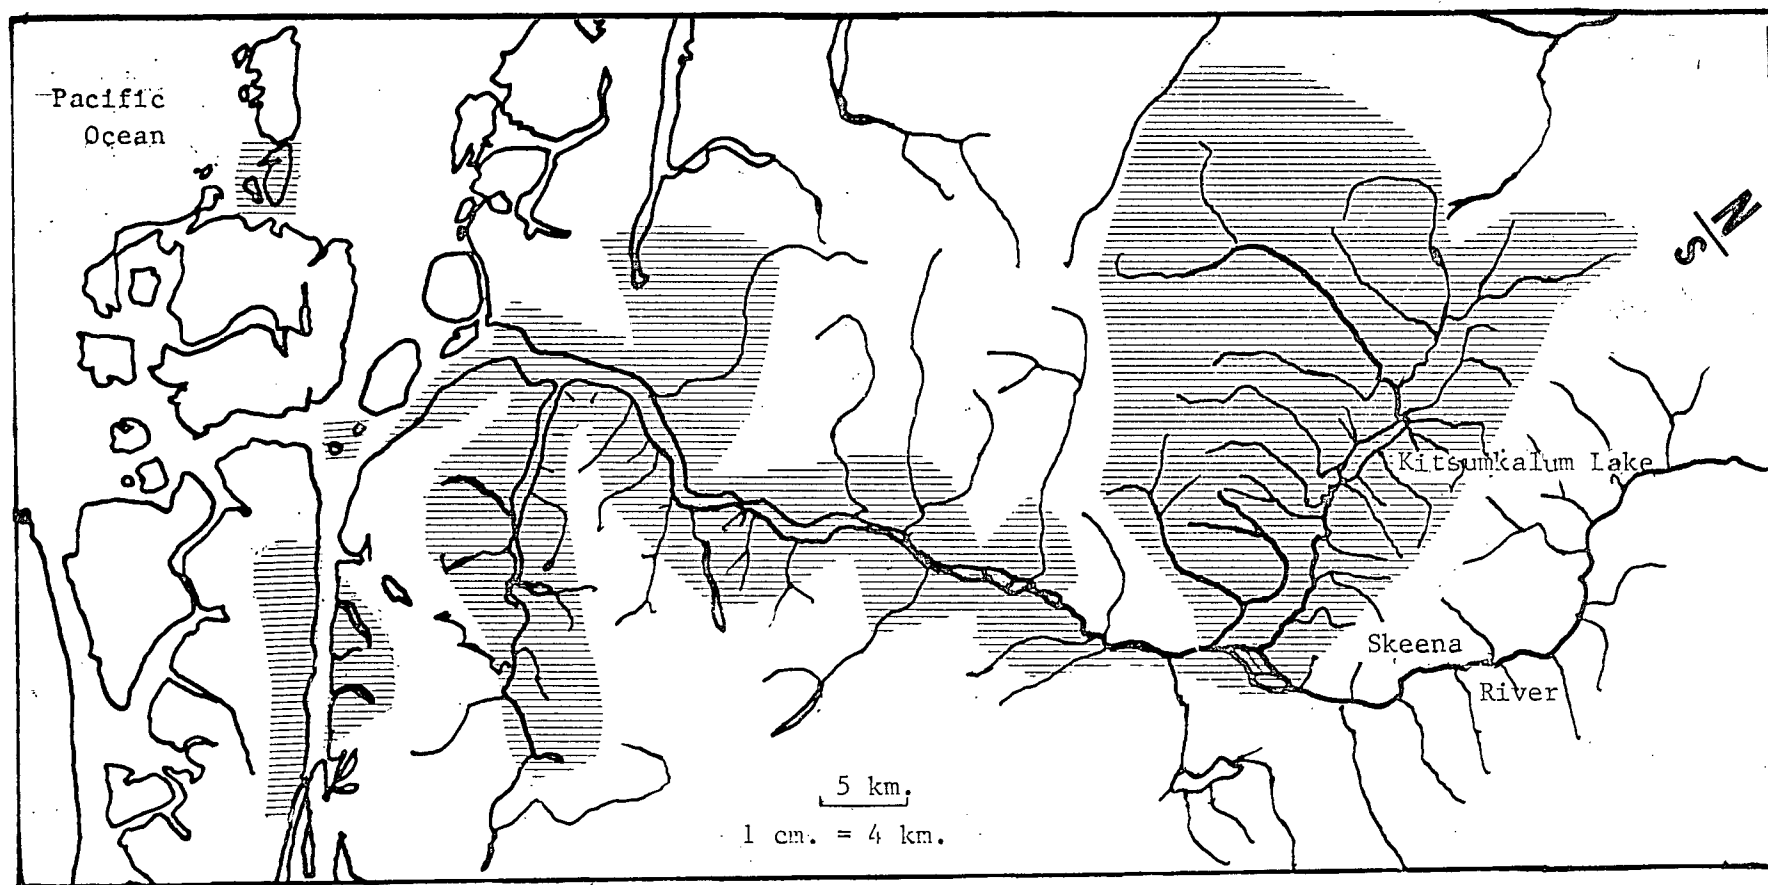 Pacific
Ocean
N/S
Kitsumkalum Lake
Skeena
River
5 km.
1 cm. = 4 km.